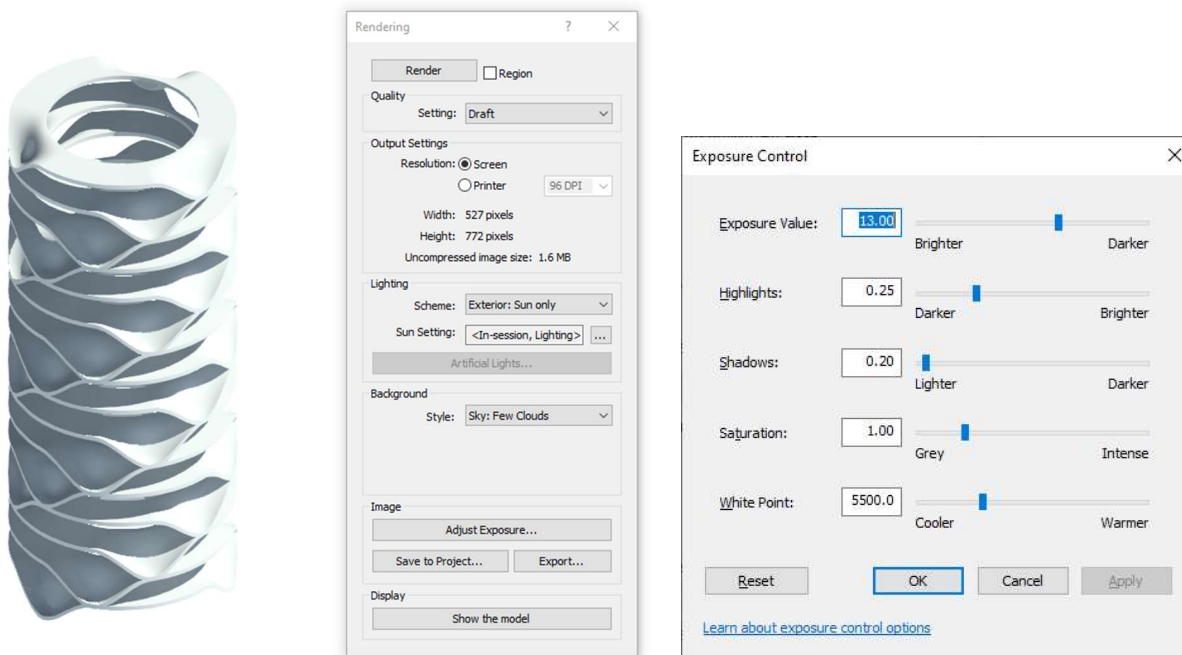 Rendering ? ×
Render Region
Quality
Setting: Draft
Output Settings
Resolution: Screen
Printer 96 DPI
Width: 527 pixels
Height: 772 pixels
Uncompressed image size: 1.6 MB
Lighting
Scheme: Exterior: Sun only
Sun Setting: <In-session, Lighting> ...
Artificial Lights...
Background
Style: Sky: Few Clouds
Image
Adjust Exposure...
Save to Project... Export...
Display
Show the model
Exposure Control ×
Exposure Value: 13.00
Brighter Darker
Highlights: 0.25
Darker Brighter
Shadows: 0.20
Lighter Darker
Saturation: 1.00
Grey Intense
White Point: 5500.0
Cooler Warmer
Reset OK Cancel Apply
Learn about exposure control options